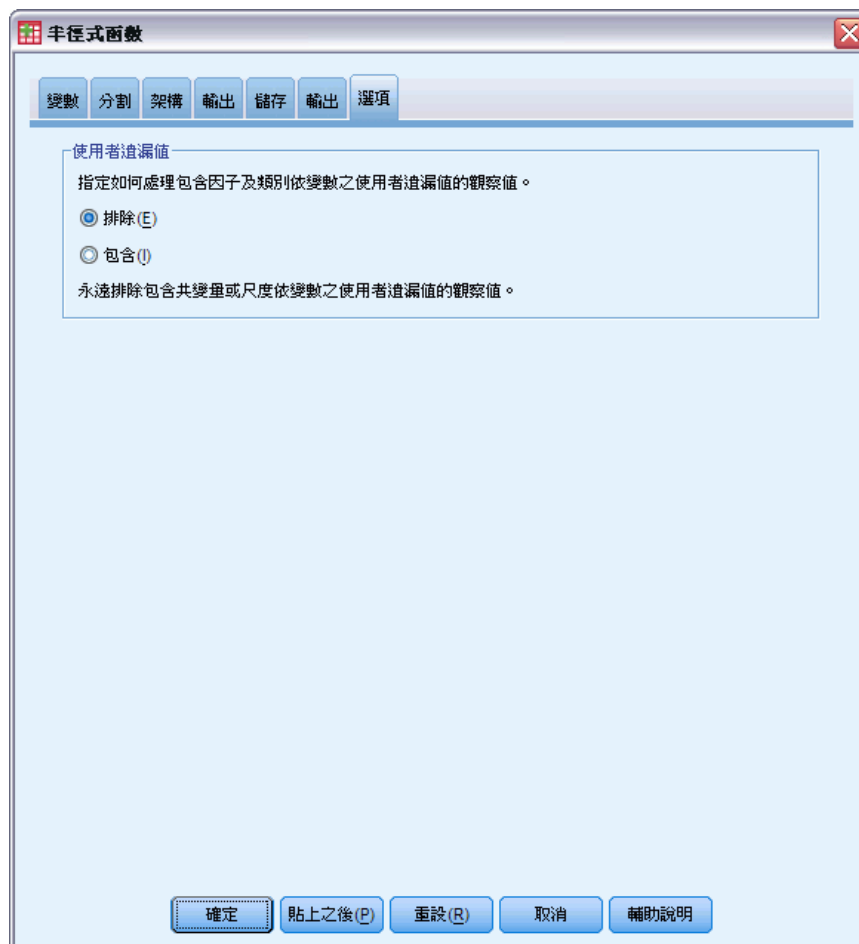 半徑式函數
變數 分割 架構 輸出 儲存 輸出 選項
使用者遺漏值
指定如何處理包含因子及類別依變數之使用者遺漏值的觀察值。
排除(E)
包含(I)
永遠排除包含共變量或尺度依變數之使用者遺漏值的觀察值。
確定 貼上之後(P) 重設(R) 取消 輔助說明